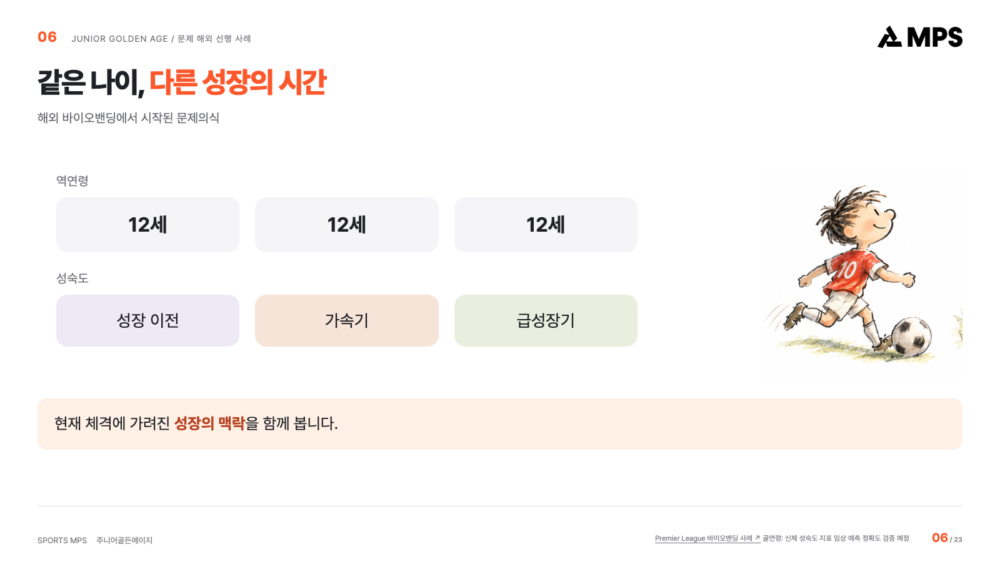 06 JUNIOR GOLDEN AGE / 문제 해외 선행 사례
MPS
같은 나이, 다른 성장의 시간
해외 바이오밴딩에서 시작된 문제의식
역연령
12세 12세 12세
성숙도
성장 이전 가속기 급성장기
10
현재 체격에 가려진 성장의 맥락을 함께 봅니다.
SPORTS MPS 주니어골든에이지
Premier League 바이오밴딩 사례 ↗ 골연령: 신체 성숙도 지표 임상 예측 정확도 검증 예정
06 / 23